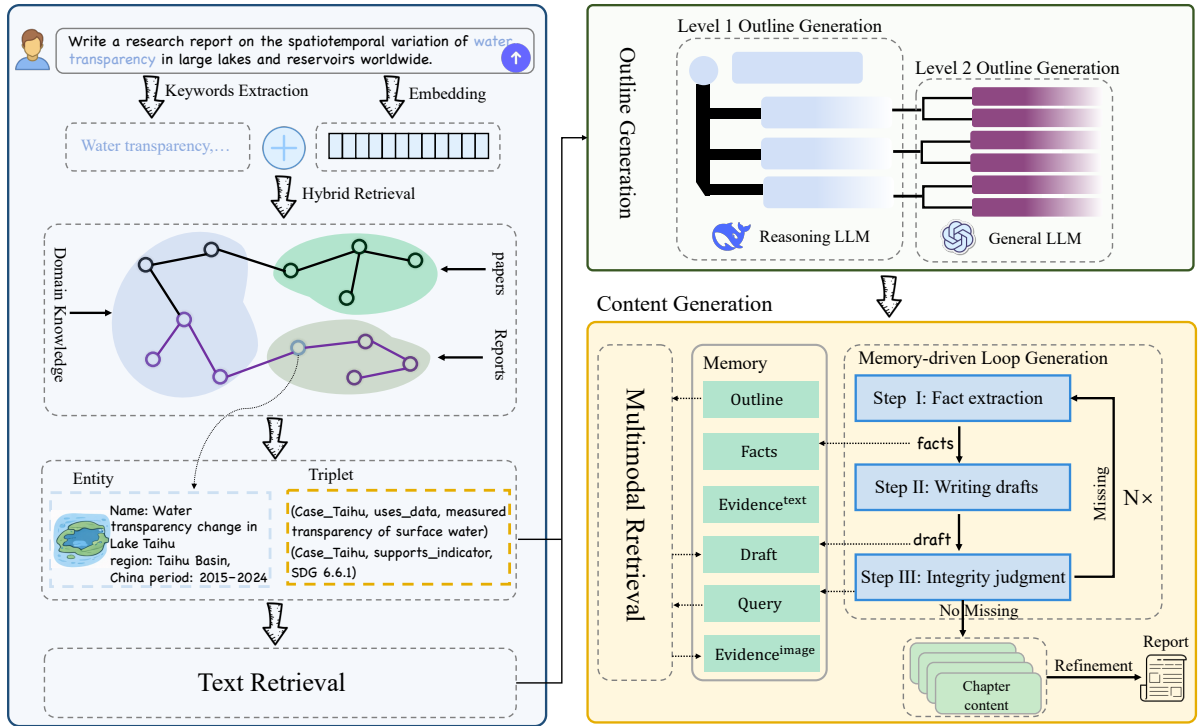 Write a research report on the spatiotemporal variation of water
transparency in large lakes and reservoirs worldwide.
Keywords Extraction
Embedding
Water transparency,...
Hybrid Retrieval
Domain Knowledge
papers
Reports
Entity
Name: Water
transparency change in
Lake Taihu
region: Taihu Basin,
China period: 2015–2024
Triplet
(Case_Taihu, uses_data, measured
transparency of surface water)
(Case_Taihu, supports_indicator,
SDG 6.6.1)
Text Retrieval
Outline Generation
Level 1 Outline Generation
Level 2 Outline Generation
Reasoning LLM
General LLM
Content Generation
Multimodal Rretrieval
Memory
Outline
Facts
Evidence^text
Draft
Query
Evidence^image
Memory-driven Loop Generation
Step I: Fact extraction
facts
Step II: Writing drafts
draft
Step III: Integrity judgment
Missing
N×
No Missing
Chapter
content
Refinement
Report